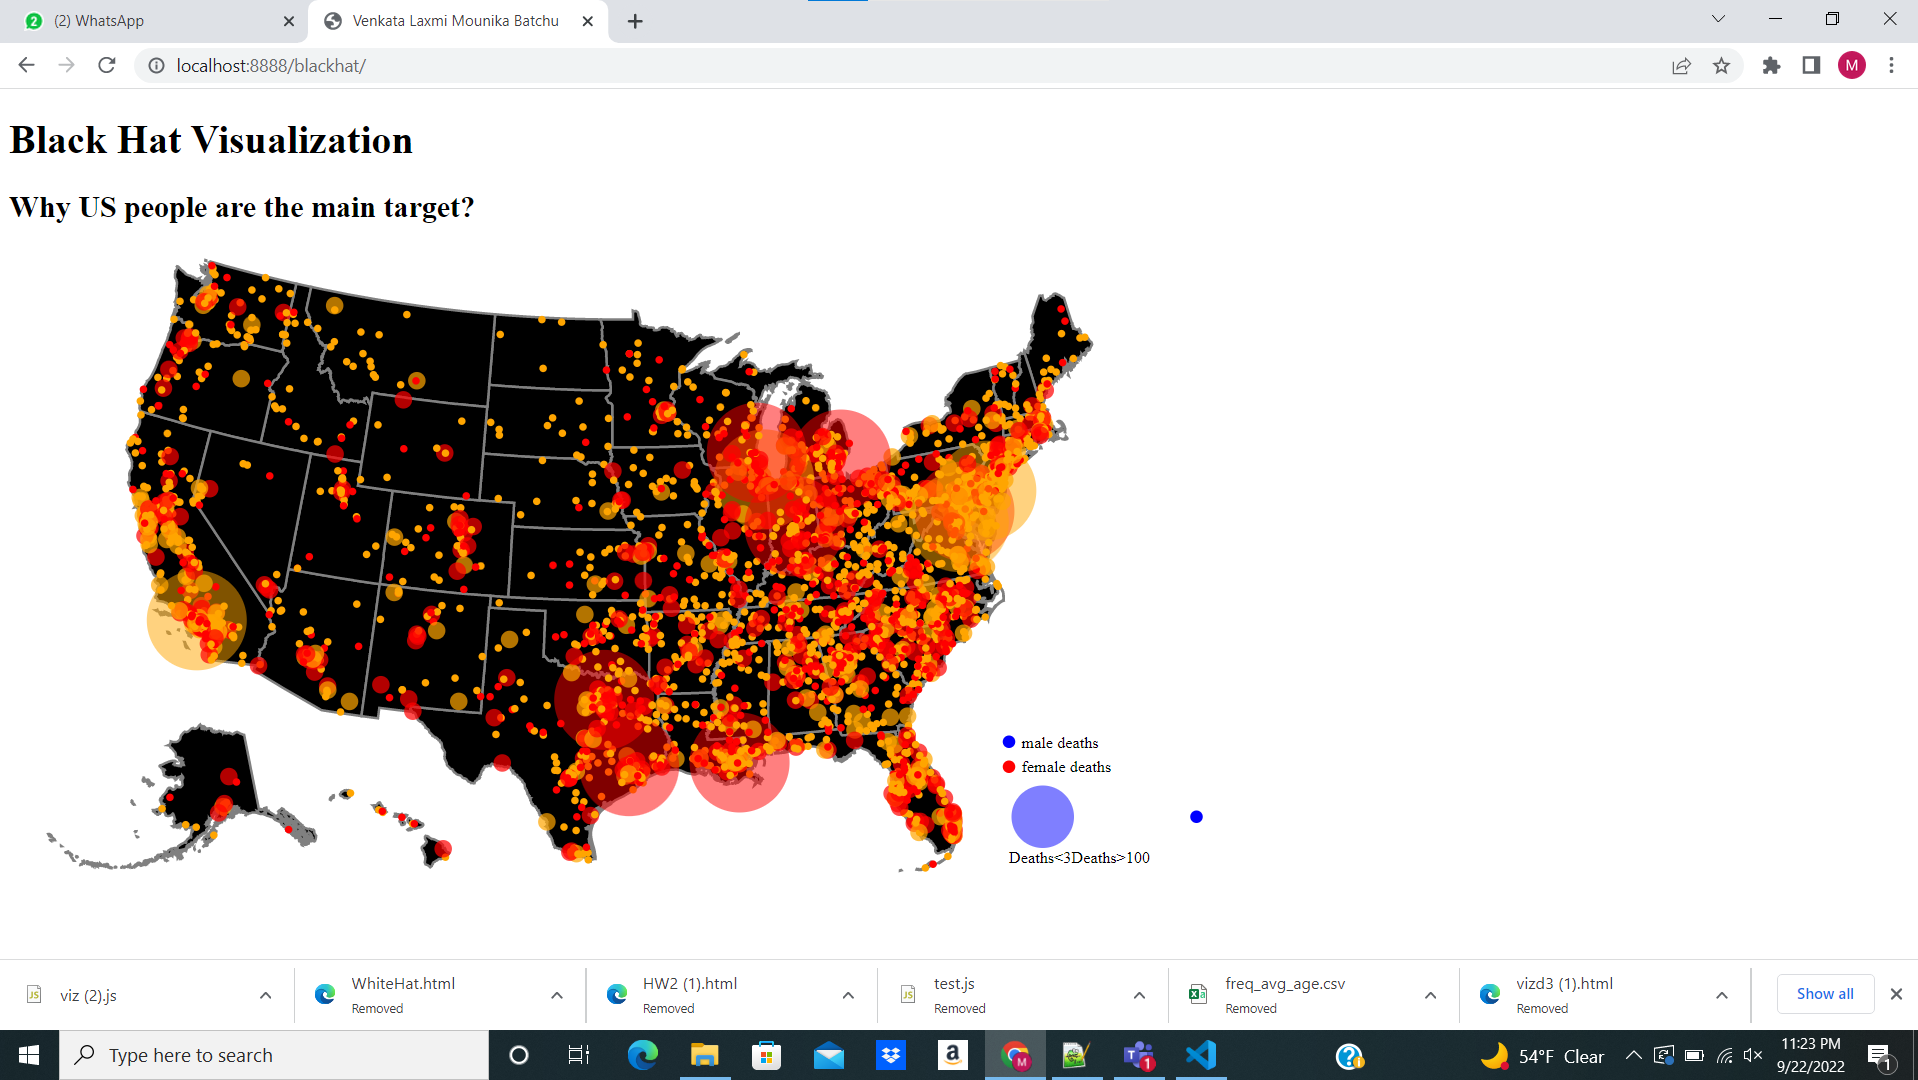 (2) WhatsApp
Venkata Laxmi Mounika Batchu
localhost:8888/blackhat/
M
Black Hat Visualization
Why US people are the main target?
male deaths
female deaths
Deaths<3Deaths>100
viz (2).js
WhiteHat.html
Removed
HW2 (1).html
Removed
test.js
Removed
freq_avg_age.csv
Removed
vizd3 (1).html
Removed
Show all
Type here to search
54°F Clear
11:23 PM
9/22/2022
1